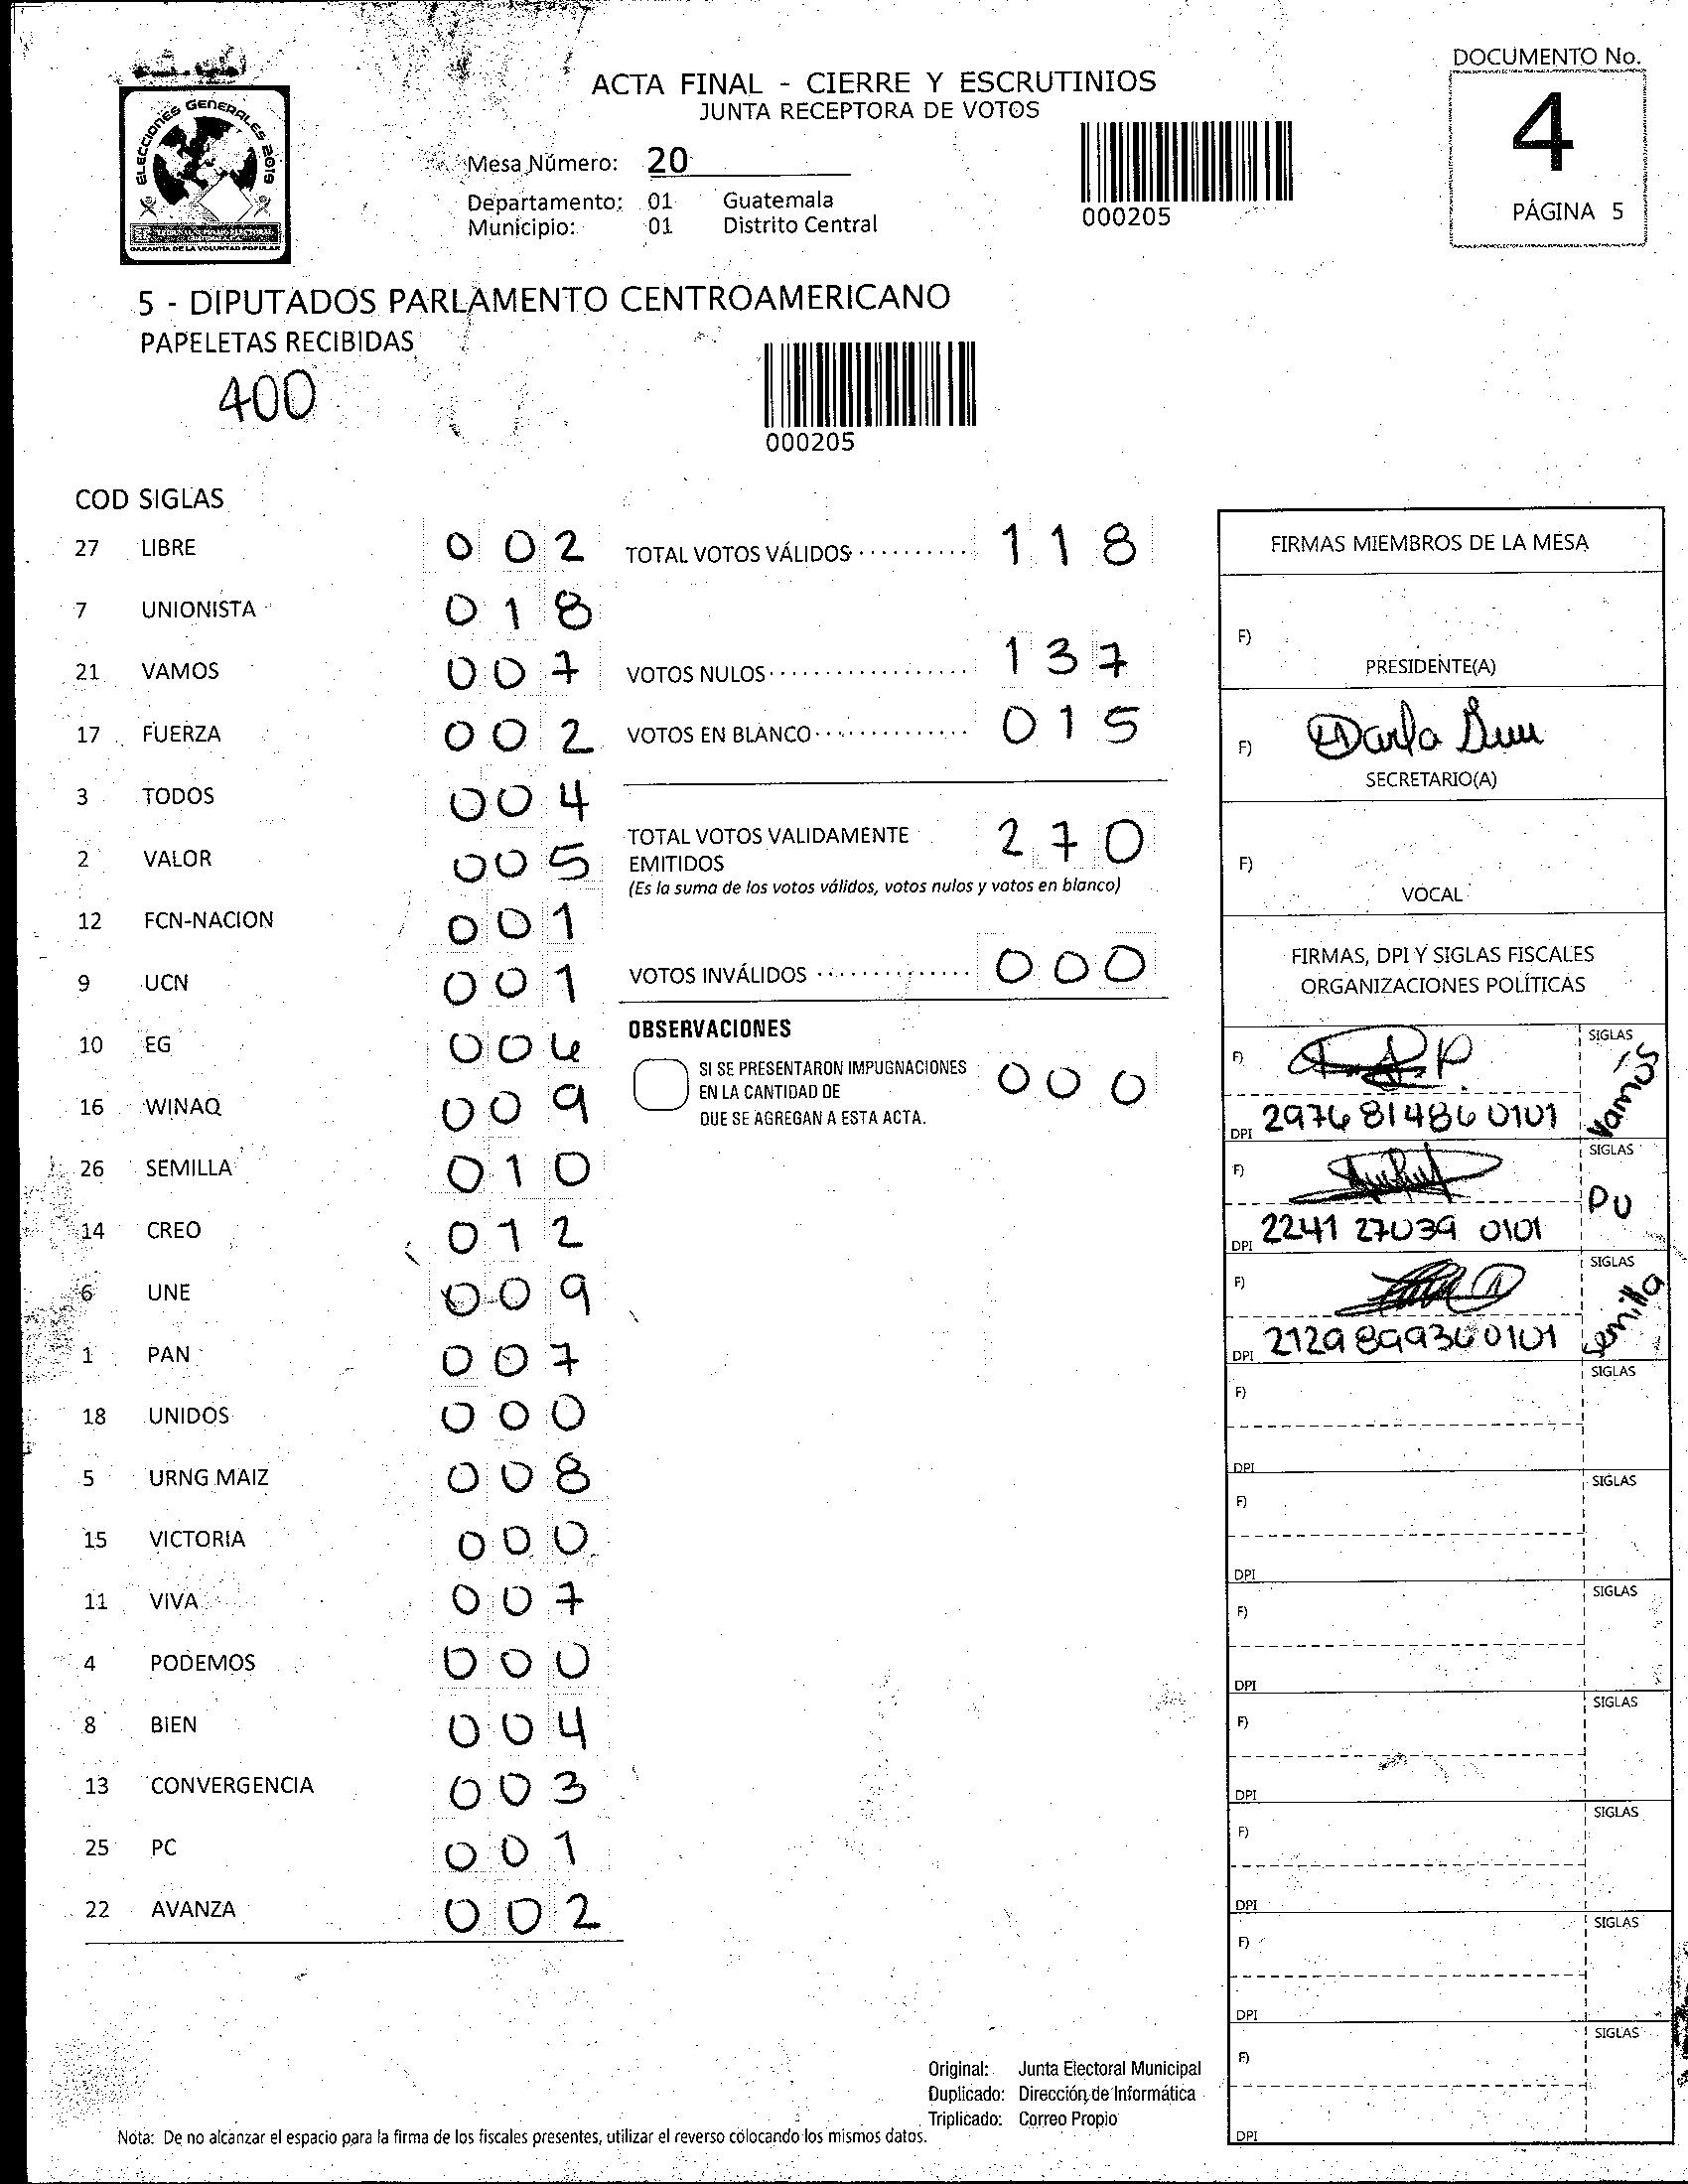 ELECCIONES GENERALES 2019
GARANTÍA DE LA VOLUNTAD POPULAR
ACTA FINAL - CIERRE Y ESCRUTINIOS
JUNTA RECEPTORA DE VOTOS
Mesa Número: 20
Departamento: 01 Guatemala
Municipio: 01 Distrito Central
000205
DOCUMENTO No.
4
PÁGINA 5
5 - DIPUTADOS PARLAMENTO CENTROAMERICANO
PAPELETAS RECIBIDAS
400
000205
COD SIGLAS
27 LIBRE 002
7 UNIONISTA 018
21 VAMOS 007
17 FUERZA 002
3 TODOS 004
2 VALOR 005
12 FCN-NACION 001
9 UCN 001
10 EG 006
16 WINAQ 009
26 SEMILLA 010
14 CREO 012
6 UNE 009
1 PAN 007
18 UNIDOS 000
5 URNG MAIZ 008
15 VICTORIA 000
11 VIVA 007
4 PODEMOS 000
8 BIEN 004
13 CONVERGENCIA 003
25 PC 001
22 AVANZA 002
TOTAL VOTOS VÁLIDOS 118
VOTOS NULOS 137
VOTOS EN BLANCO 015
TOTAL VOTOS VALIDAMENTE 270
EMITIDOS
(Es la suma de los votos válidos, votos nulos y votos en blanco)
VOTOS INVÁLIDOS 000
OBSERVACIONES
SI SE PRESENTARON IMPUGNACIONES 000
EN LA CANTIDAD DE
QUE SE AGREGAN A ESTA ACTA.
FIRMAS MIEMBROS DE LA MESA
F)
PRESIDENTE(A)
F) Darla
SECRETARIO(A)
F)
VOCAL
FIRMAS, DPI Y SIGLAS FISCALES
ORGANIZACIONES POLÍTICAS
F) SIGLAS Vamos
DPI 2976 81486 0101
F) SIGLAS PU
DPI 2241 27039 0101
F) SIGLAS Semilla
DPI 2129 89936 0101
F) SIGLAS
DPI
F) SIGLAS
DPI
F) SIGLAS
DPI
F) SIGLAS
DPI
F) SIGLAS
DPI
F) SIGLAS
DPI
F) SIGLAS
DPI
Original: Junta Electoral Municipal
Duplicado: Dirección de Informática
Triplicado: Correo Propio
Nota: De no alcanzar el espacio para la firma de los fiscales presentes, utilizar el reverso colocando los mismos datos.